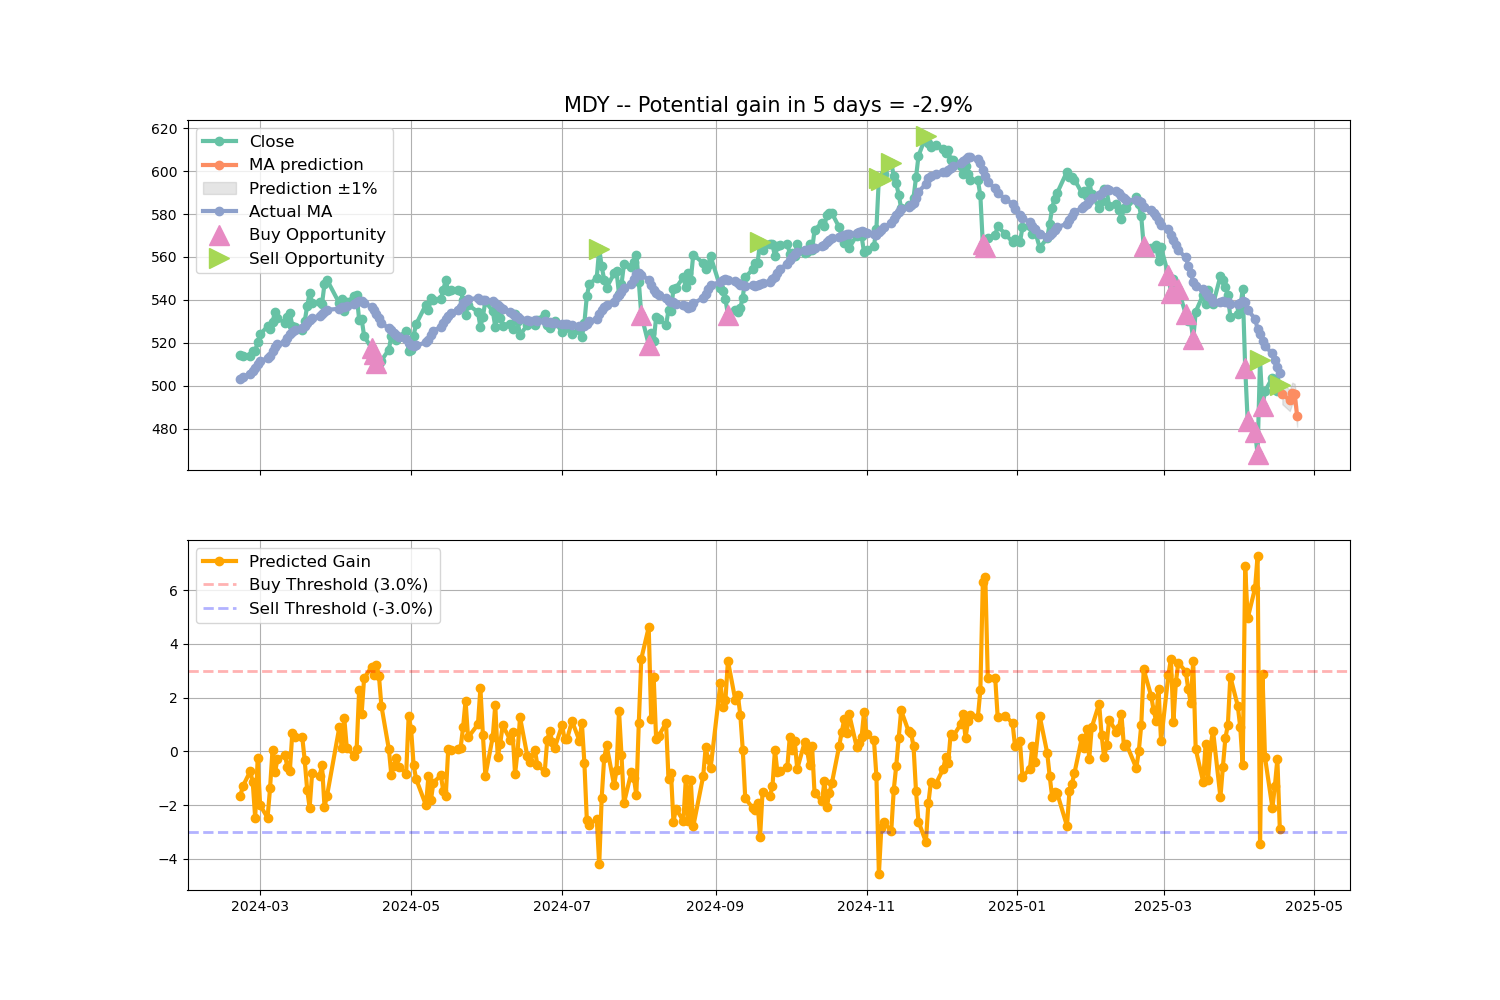 MDY -- Potential gain in 5 days = -2.9%
620
600
580
560
540
520
500
480
Close
MA prediction
Prediction ±1%
Actual MA
Buy Opportunity
Sell Opportunity
6
4
2
0
−2
−4
Predicted Gain
Buy Threshold (3.0%)
Sell Threshold (-3.0%)
2024-03 2024-05 2024-07 2024-09 2024-11 2025-01 2025-03 2025-05